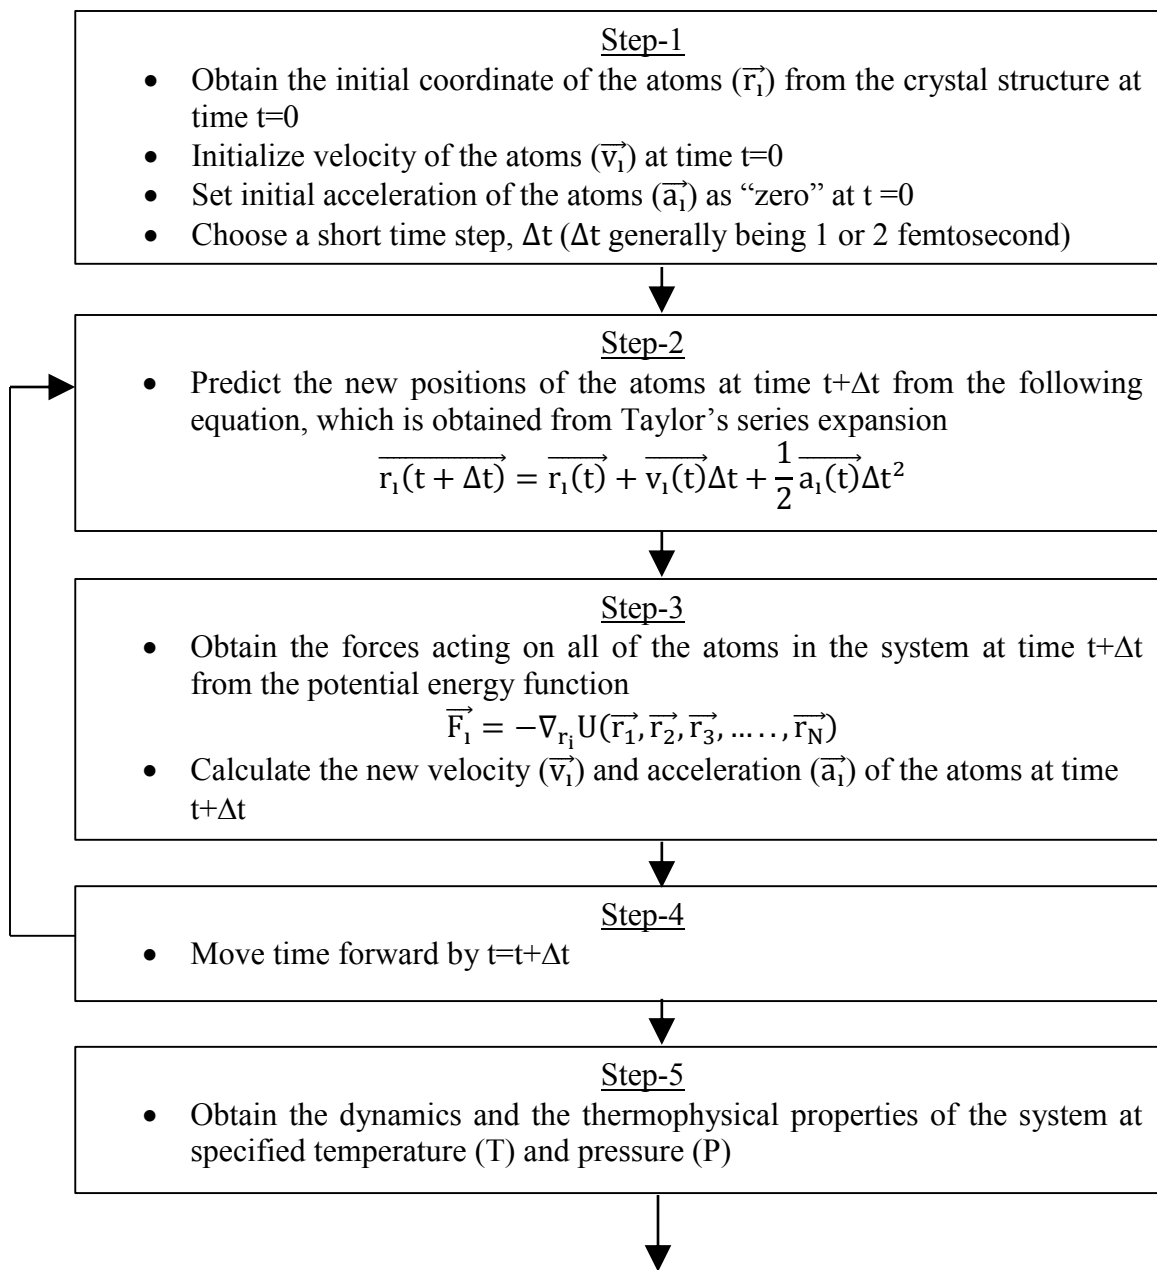 Step-1
• Obtain the initial coordinate of the atoms (r⃗ı) from the crystal structure at
time t=0
• Initialize velocity of the atoms (v⃗ı) at time t=0
• Set initial acceleration of the atoms (a⃗ı) as “zero” at t =0
• Choose a short time step, Δt (Δt generally being 1 or 2 femtosecond)
Step-2
• Predict the new positions of the atoms at time t+Δt from the following
equation, which is obtained from Taylor’s series expansion
r⃗ı(t + Δt) = r⃗ı(t) + v⃗ı(t)Δt + 1/2 a⃗ı(t)Δt²
Step-3
• Obtain the forces acting on all of the atoms in the system at time t+Δt
from the potential energy function
F⃗ı = −∇rᵢU(r⃗₁, r⃗₂, r⃗₃, ….., r⃗N)
• Calculate the new velocity (v⃗ı) and acceleration (a⃗ı) of the atoms at time
t+Δt
Step-4
• Move time forward by t=t+Δt
Step-5
• Obtain the dynamics and the thermophysical properties of the system at
specified temperature (T) and pressure (P)